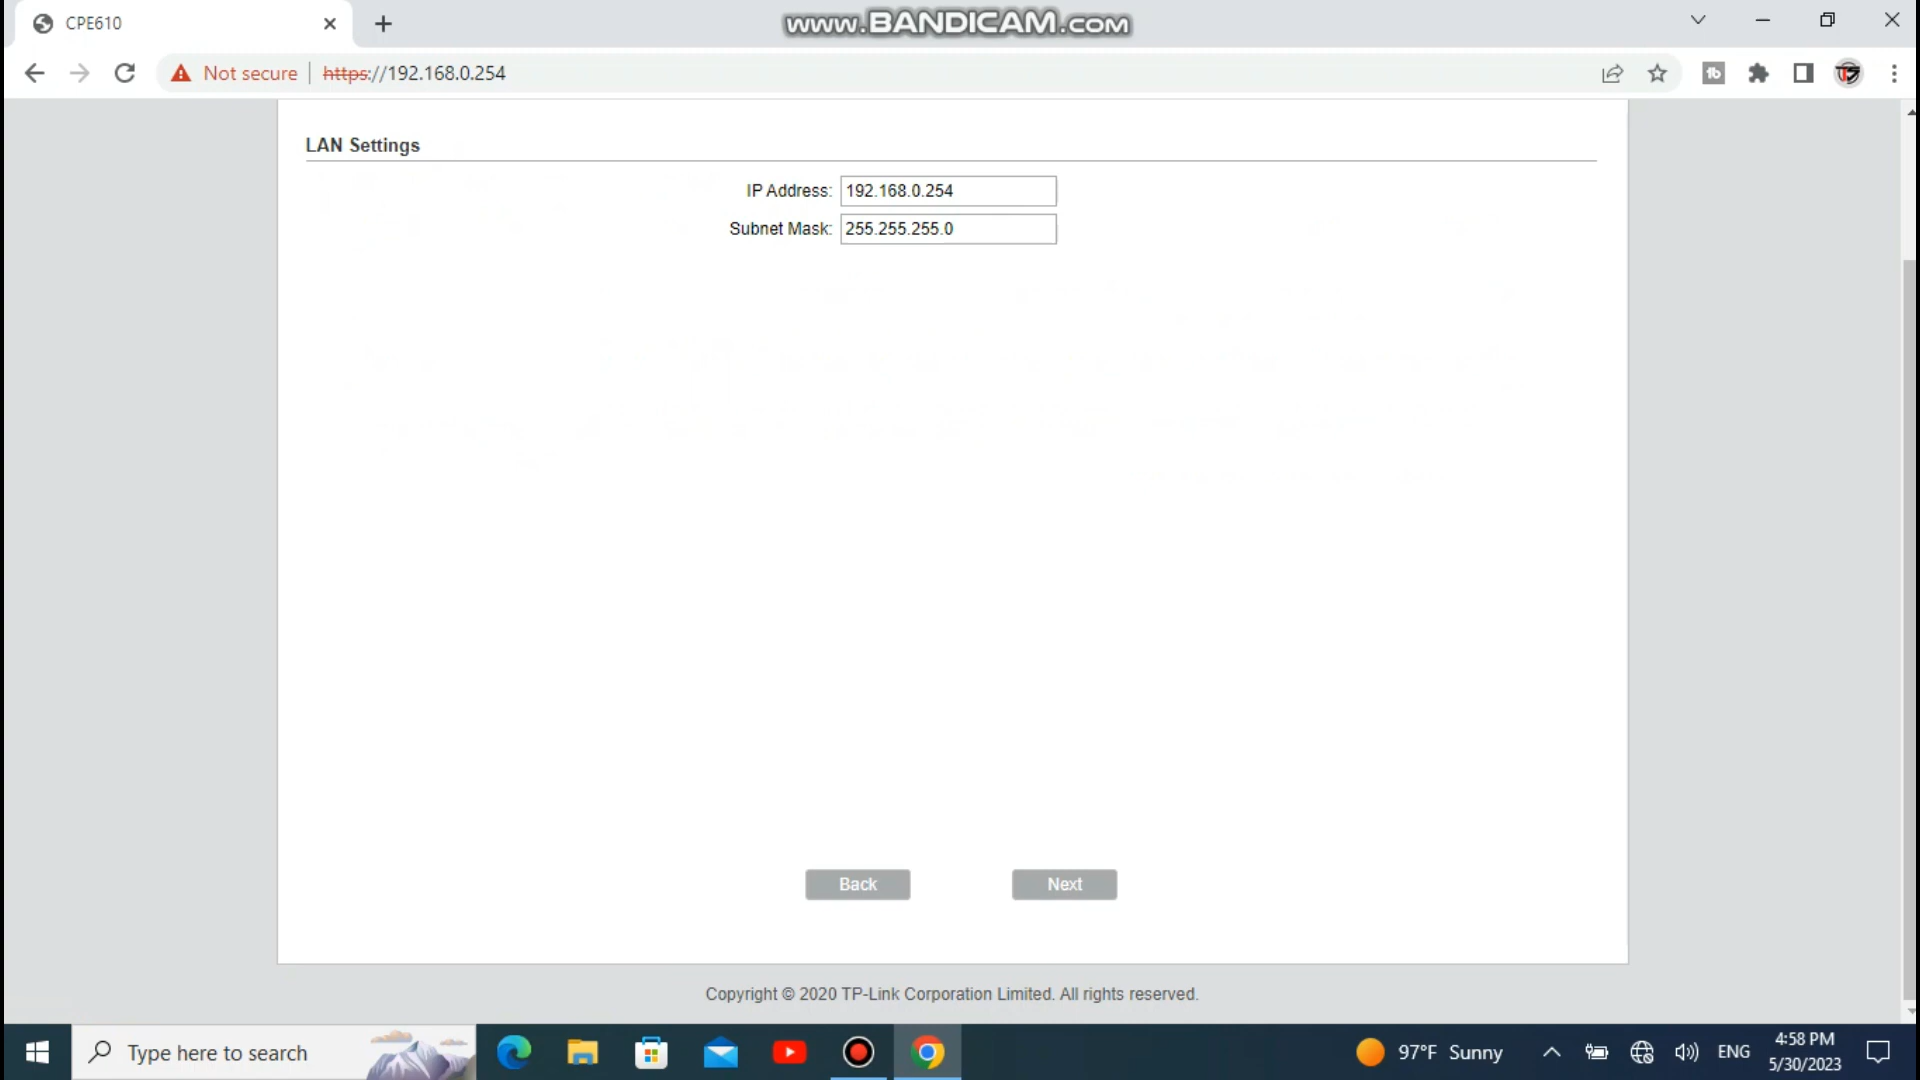 CPE610
www.BANDICAM.com
Not secure
https://192.168.0.254
LAN Settings
IP Address: 192.168.0.254
Subnet Mask: 255.255.255.0
Back
Next
Copyright © 2020 TP-Link Corporation Limited. All rights reserved.
Type here to search
97°F Sunny
ENG
4:58 PM
5/30/2023